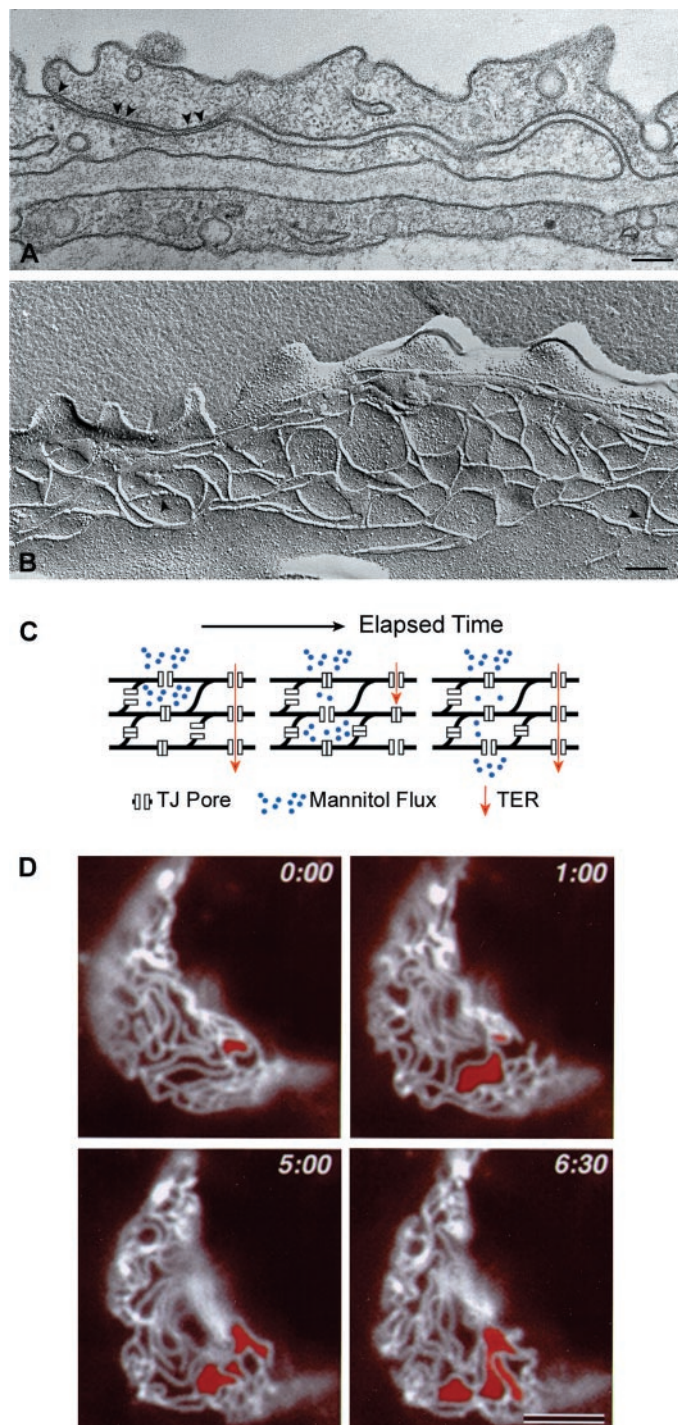 A
B
C
Elapsed Time
TJ Pore Mannitol Flux TER
D
0:00 1:00
5:00 6:30